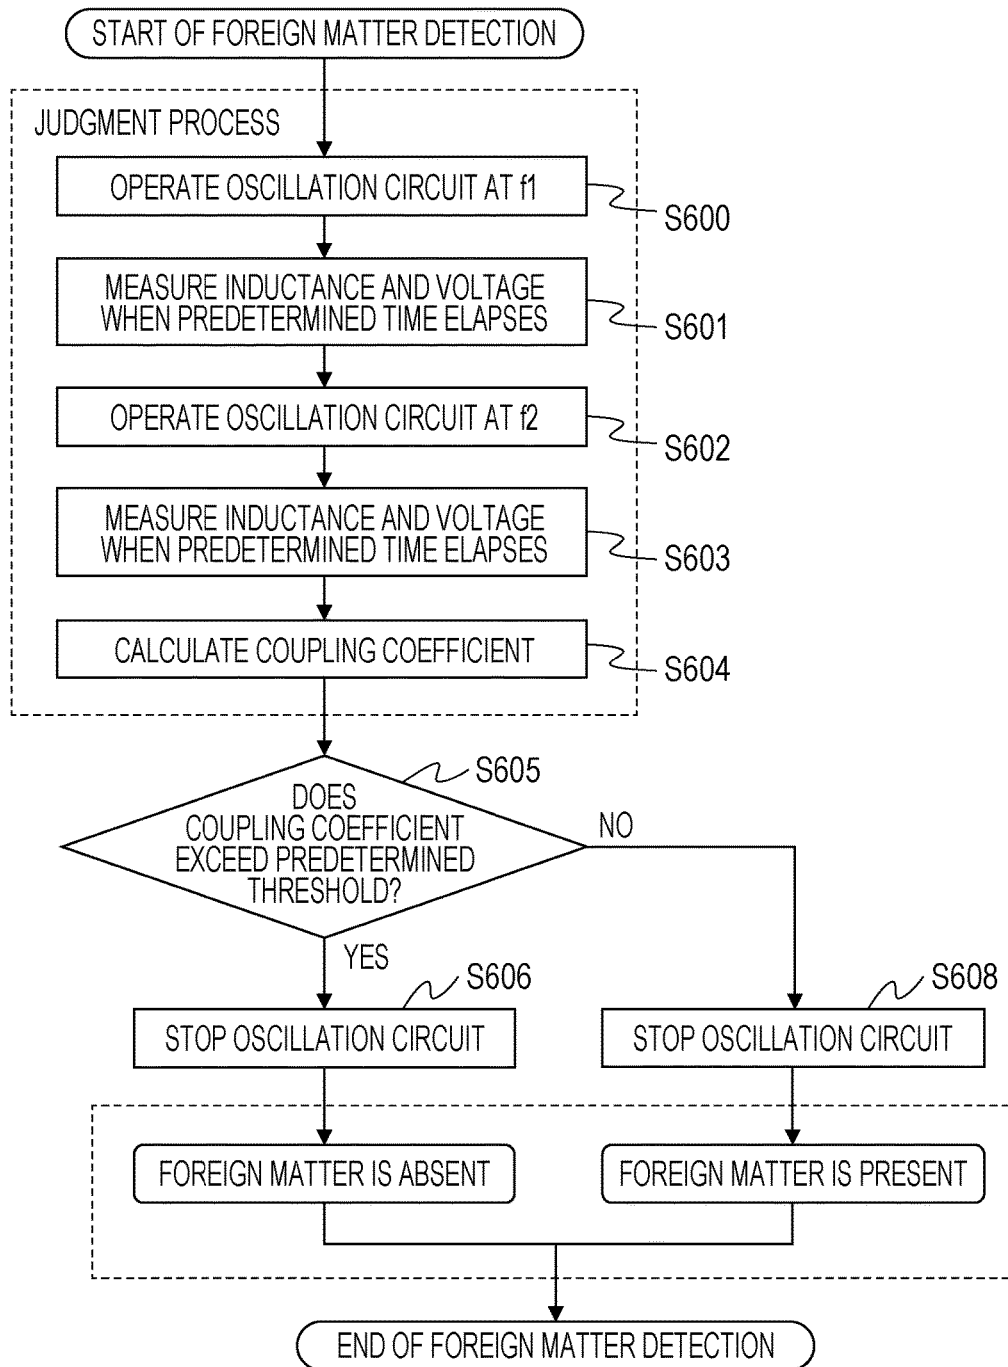 START OF FOREIGN MATTER DETECTION
JUDGMENT PROCESS
OPERATE OSCILLATION CIRCUIT AT f1
S600
MEASURE INDUCTANCE AND VOLTAGE
WHEN PREDETERMINED TIME ELAPSES
S601
OPERATE OSCILLATION CIRCUIT AT f2
S602
MEASURE INDUCTANCE AND VOLTAGE
WHEN PREDETERMINED TIME ELAPSES
S603
CALCULATE COUPLING COEFFICIENT
S604
S605
DOES
COUPLING COEFFICIENT
EXCEED PREDETERMINED
THRESHOLD?
NO
YES
S606
S608
STOP OSCILLATION CIRCUIT
STOP OSCILLATION CIRCUIT
FOREIGN MATTER IS ABSENT
FOREIGN MATTER IS PRESENT
END OF FOREIGN MATTER DETECTION